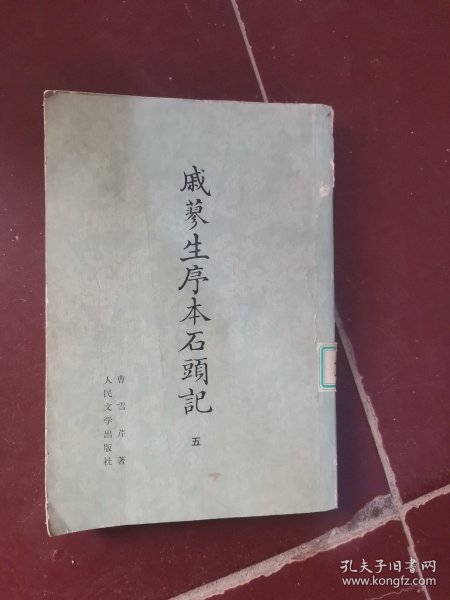 戚蓼生序本石頭記
五
曹雪芹著
人民文学出版社
孔夫子旧书网
www.kongfz.com